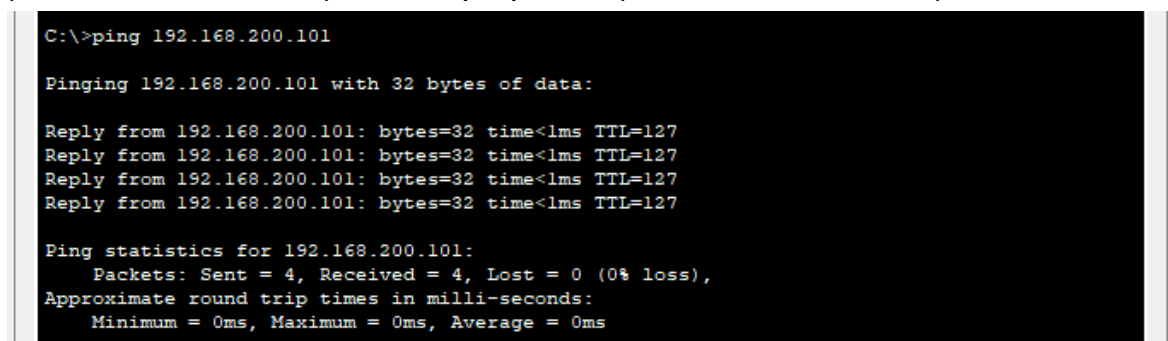 C:\>ping 192.168.200.101
Pinging 192.168.200.101 with 32 bytes of data:
Reply from 192.168.200.101: bytes=32 time<1ms TTL=127
Reply from 192.168.200.101: bytes=32 time<1ms TTL=127
Reply from 192.168.200.101: bytes=32 time<1ms TTL=127
Reply from 192.168.200.101: bytes=32 time<1ms TTL=127
Ping statistics for 192.168.200.101:
Packets: Sent = 4, Received = 4, Lost = 0 (0% loss),
Approximate round trip times in milli-seconds:
Minimum = 0ms, Maximum = 0ms, Average = 0ms